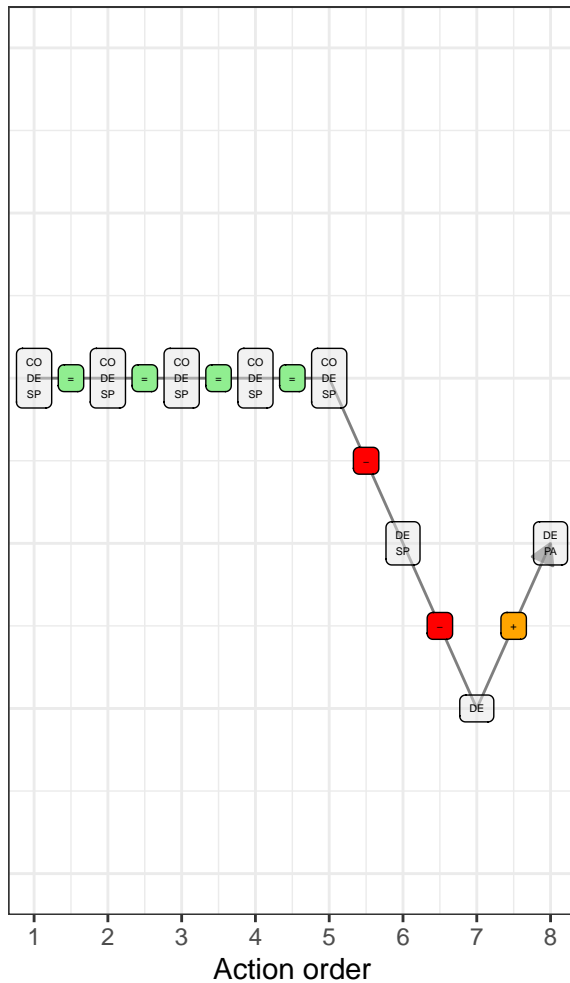 CO CO CO CO CO
DE = DE = DE = DE = DE
SP SP SP SP SP
-
DE DE
SP PA
- +
DE
1 2 3 4 5 6 7 8
Action order